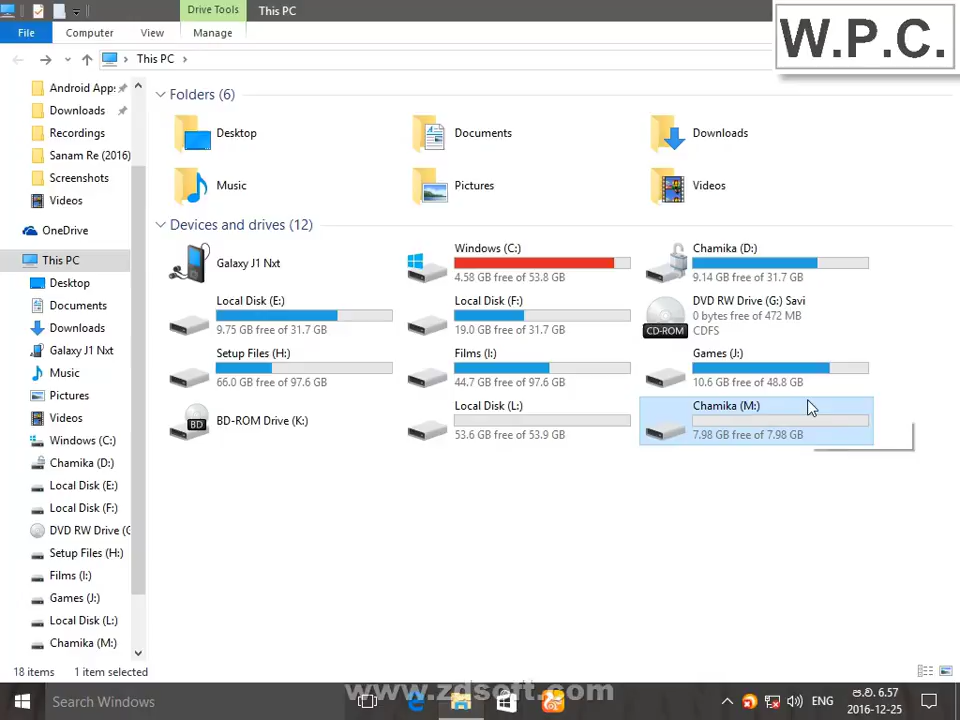 Drive Tools
This PC
W.P.C.
File
Computer
View
Manage
This PC
Android App:
Downloads
Recordings
Sanam Re (2016)
Screenshots
Videos
OneDrive
This PC
Desktop
Documents
Downloads
Galaxy J1 Nxt
Music
Pictures
Videos
Windows (C:)
Chamika (D:)
Local Disk (E:)
Local Disk (F:)
DVD RW Drive (G
Setup Files (H:)
Films (I:)
Games (J:)
Local Disk (L:)
Chamika (M:)
Folders (6)
Desktop
Documents
Downloads
Music
Pictures
Videos
Devices and drives (12)
Galaxy J1 Nxt
Windows (C:)
4.58 GB free of 53.8 GB
Chamika (D:)
9.14 GB free of 31.7 GB
Local Disk (E:)
9.75 GB free of 31.7 GB
Local Disk (F:)
19.0 GB free of 31.7 GB
DVD RW Drive (G:) Savi
0 bytes free of 472 MB
CDFS
CD-ROM
Setup Files (H:)
66.0 GB free of 97.6 GB
Films (I:)
44.7 GB free of 97.6 GB
Games (J:)
10.6 GB free of 48.8 GB
BD
BD-ROM Drive (K:)
Local Disk (L:)
53.6 GB free of 53.9 GB
Chamika (M:)
7.98 GB free of 7.98 GB
18 items
1 item selected
Search Windows
www.zdsoft.com
ENG
ප.ව. 6.57
2016-12-25